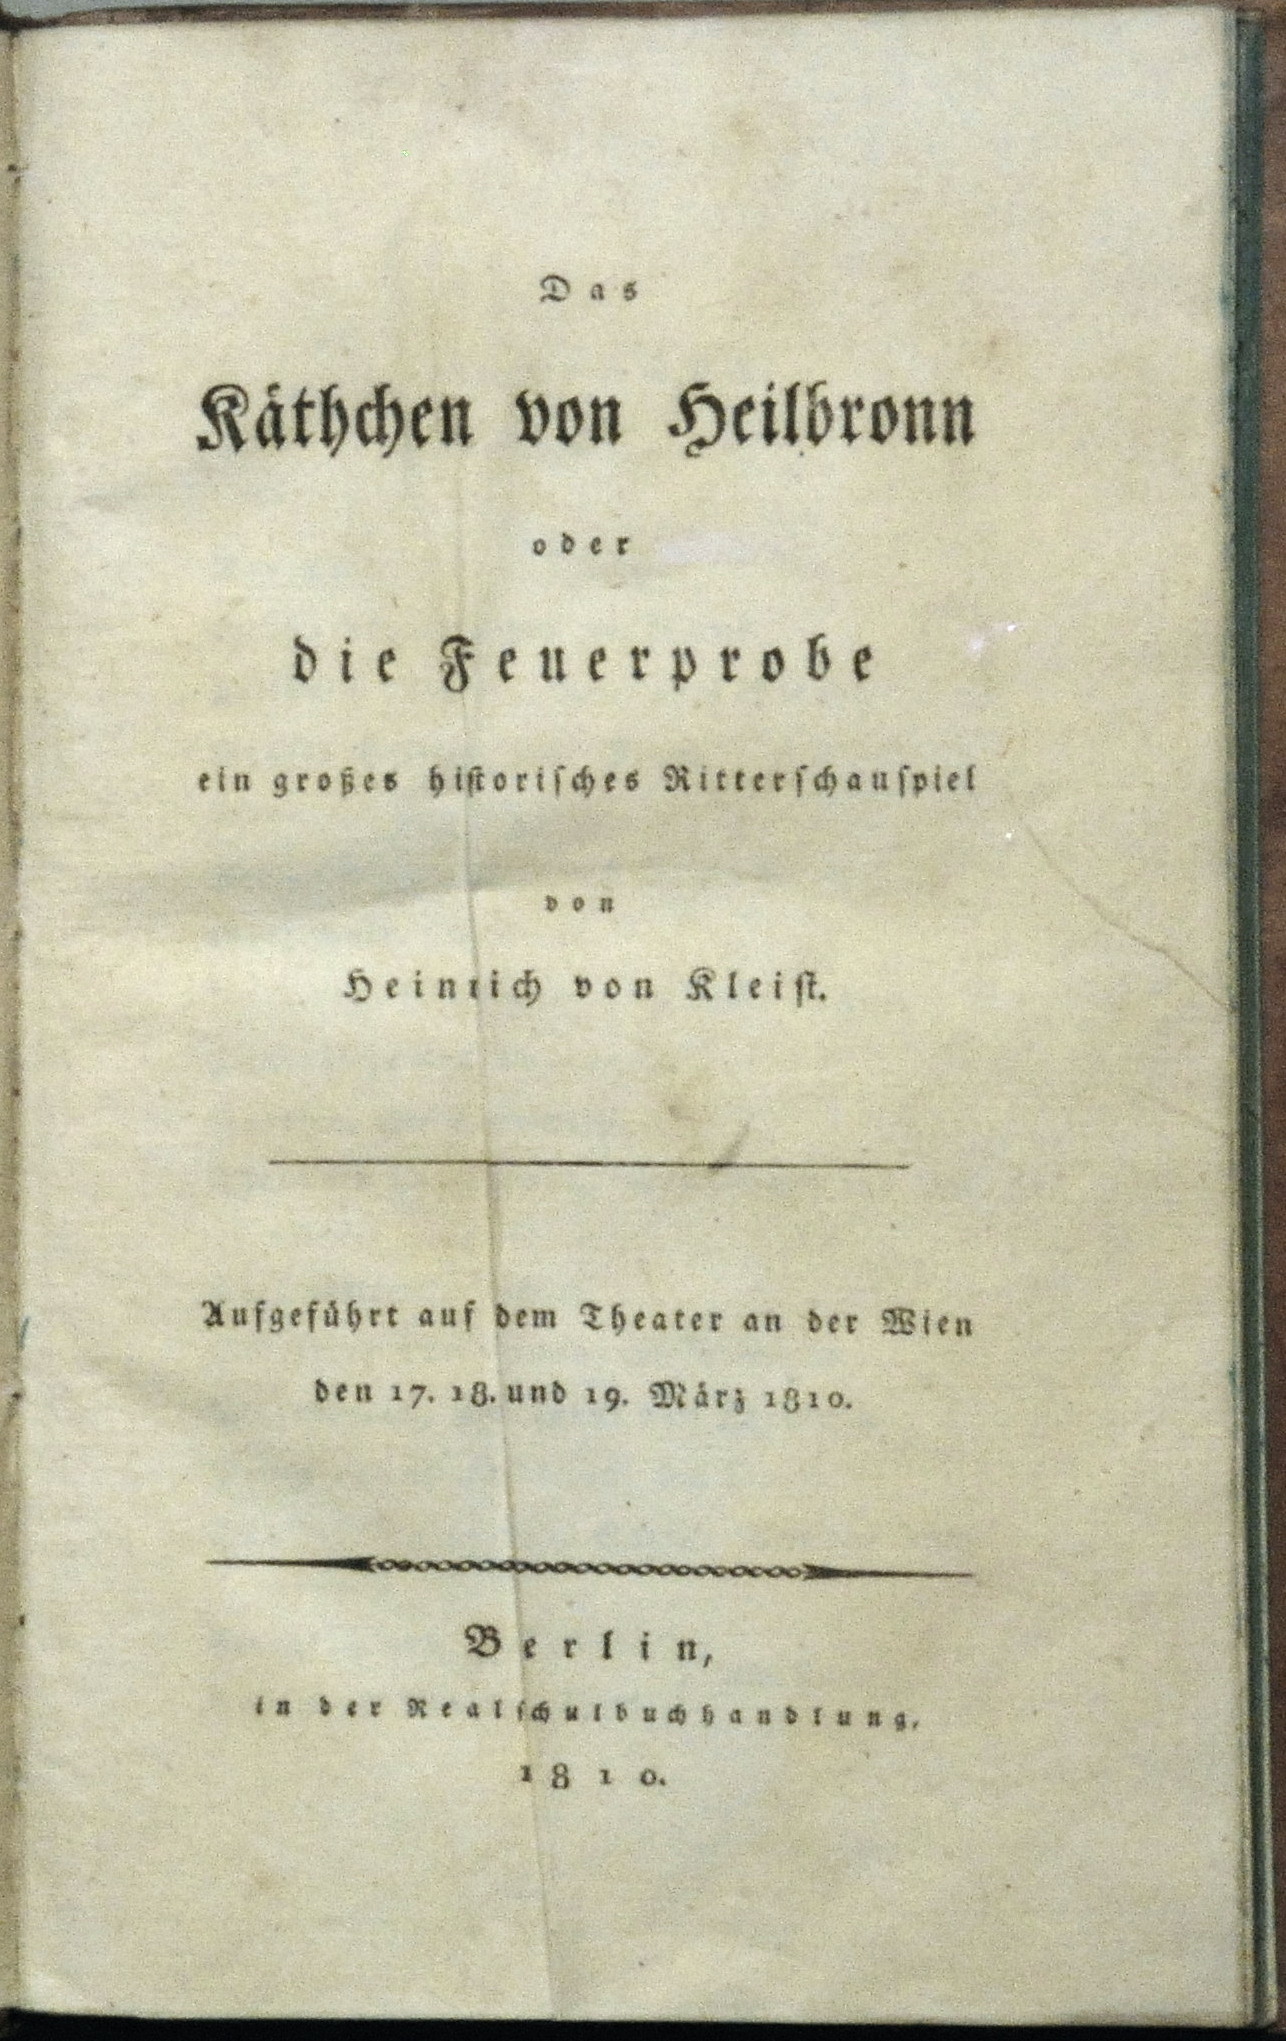 Das
Käthchen von Heilbronn
oder
die Feuerprobe
ein großes hiſtoriſches Ritterſchauſpiel
von
Heinrich von Kleiſt.
Aufgeführt auf dem Theater an der Wien
den 17. 18. und 19. März 1810.
Berlin,
in der Realſchulbuchhandlung.
1810.